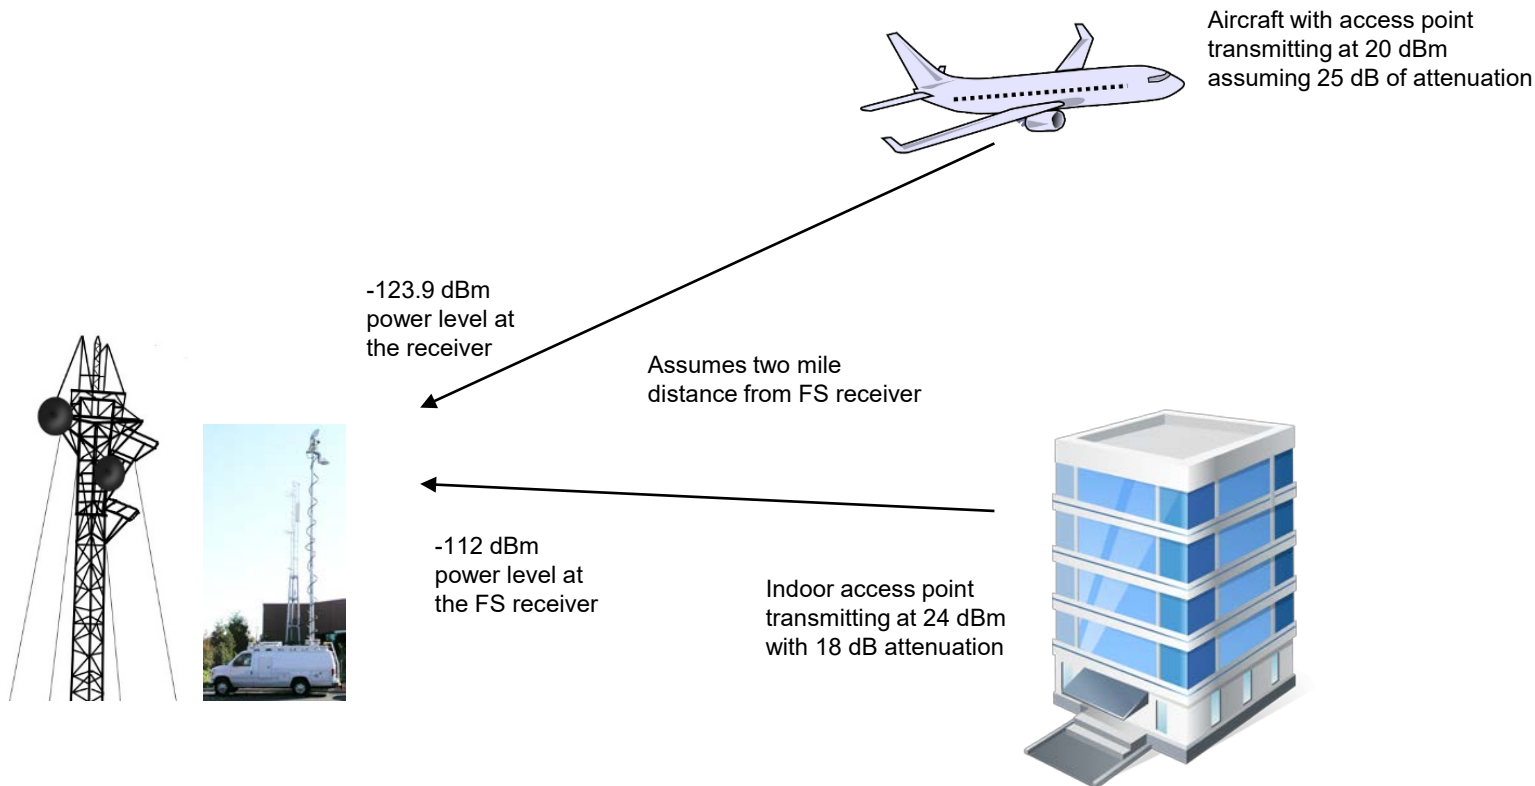 Aircraft with access point
transmitting at 20 dBm
assuming 25 dB of attenuation
-123.9 dBm
power level at
the receiver
Assumes two mile
distance from FS receiver
-112 dBm
power level at
the FS receiver
Indoor access point
transmitting at 24 dBm
with 18 dB attenuation